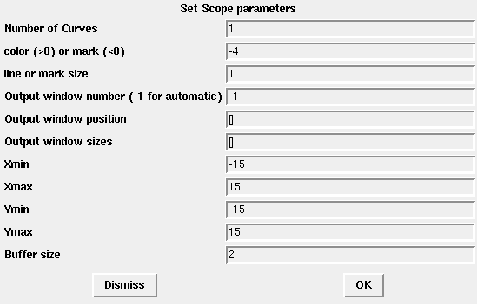 Set Scope parameters
Number of Curves 1
color (>0) or mark (<0) -4
line or mark size 1
Output window number (-1 for automatic) -1
Output window position []
Output window sizes []
Xmin -15
Xmax 15
Ymin -15
Ymax 15
Buffer size 2
Dismiss OK